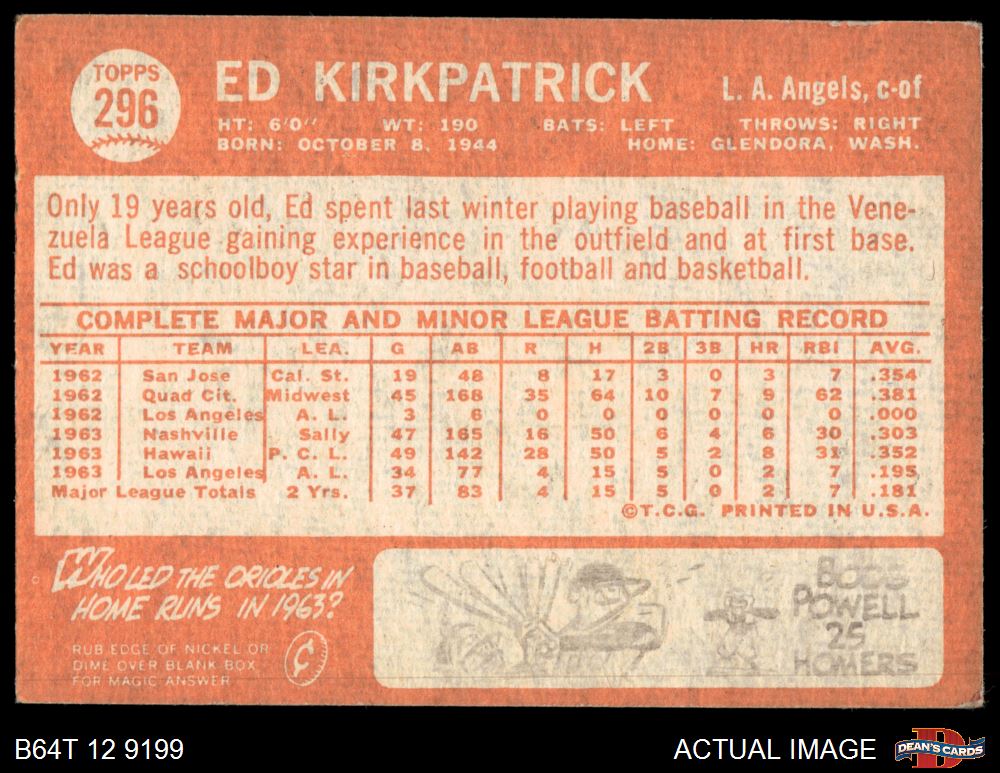 TOPPS
296
ED KIRKPATRICK
L. A. Angels, c-of
HT: 6'0" WT: 190 BATS: LEFT THROWS: RIGHT
BORN: OCTOBER 8, 1944 HOME: GLENDORA, WASH.
Only 19 years old, Ed spent last winter playing baseball in the Vene-
zuela League gaining experience in the outfield and at first base.
Ed was a schoolboy star in baseball, football and basketball.
COMPLETE MAJOR AND MINOR LEAGUE BATTING RECORD
YEAR TEAM LEA. G AB R H 2B 3B HR RBI AVG.
1962 San Jose Cal. St. 19 48 8 17 3 0 3 7 .354
1962 Quad Cit. Midwest 45 168 35 64 10 7 9 62 .381
1962 Los Angeles A. L. 3 6 0 0 0 0 0 0 .000
1963 Nashville Sally 47 165 16 50 6 4 6 30 .303
1963 Hawaii P. C. L. 49 142 28 50 5 2 8 31 .352
1963 Los Angeles A. L. 34 77 4 15 5 0 2 7 .195
Major League Totals 2 Yrs. 37 83 4 15 5 0 2 7 .181
©T.C.G. PRINTED IN U.S.A.
WHO LED THE ORIOLES IN
HOME RUNS IN 1963?
RUB EDGE OF NICKEL OR
DIME OVER BLANK BOX
FOR MAGIC ANSWER
¢
BOOG
POWELL
25
HOMERS
B64T 12 9199
ACTUAL IMAGE
D
DEAN'S CARDS